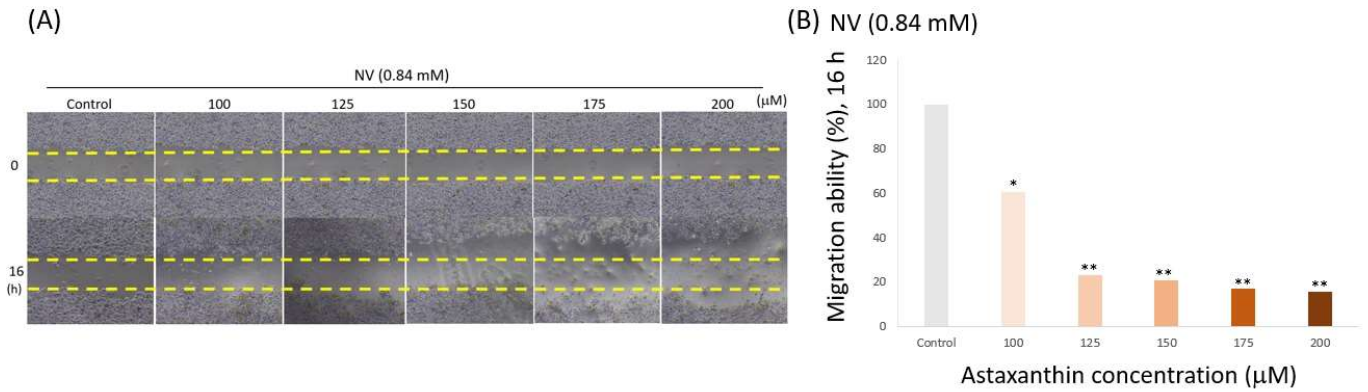 (A)
NV (0.84 mM)
Control 100 125 150 175 200 (μM)
0
16
(h)
(B) NV (0.84 mM)
Migration ability (%), 16 h
120
100
80
60
40
20
0
*
**
**
**
**
Control 100 125 150 175 200
Astaxanthin concentration (μM)